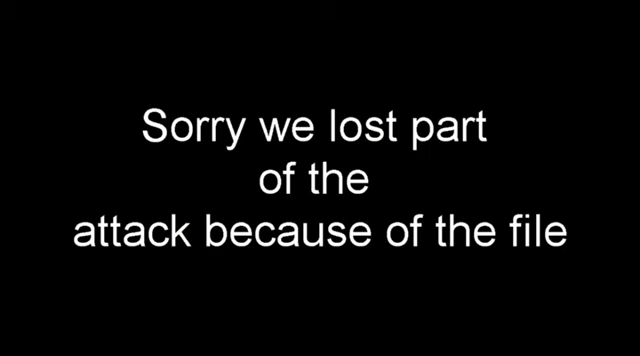 Sorry we lost part
of the
attack because of the file